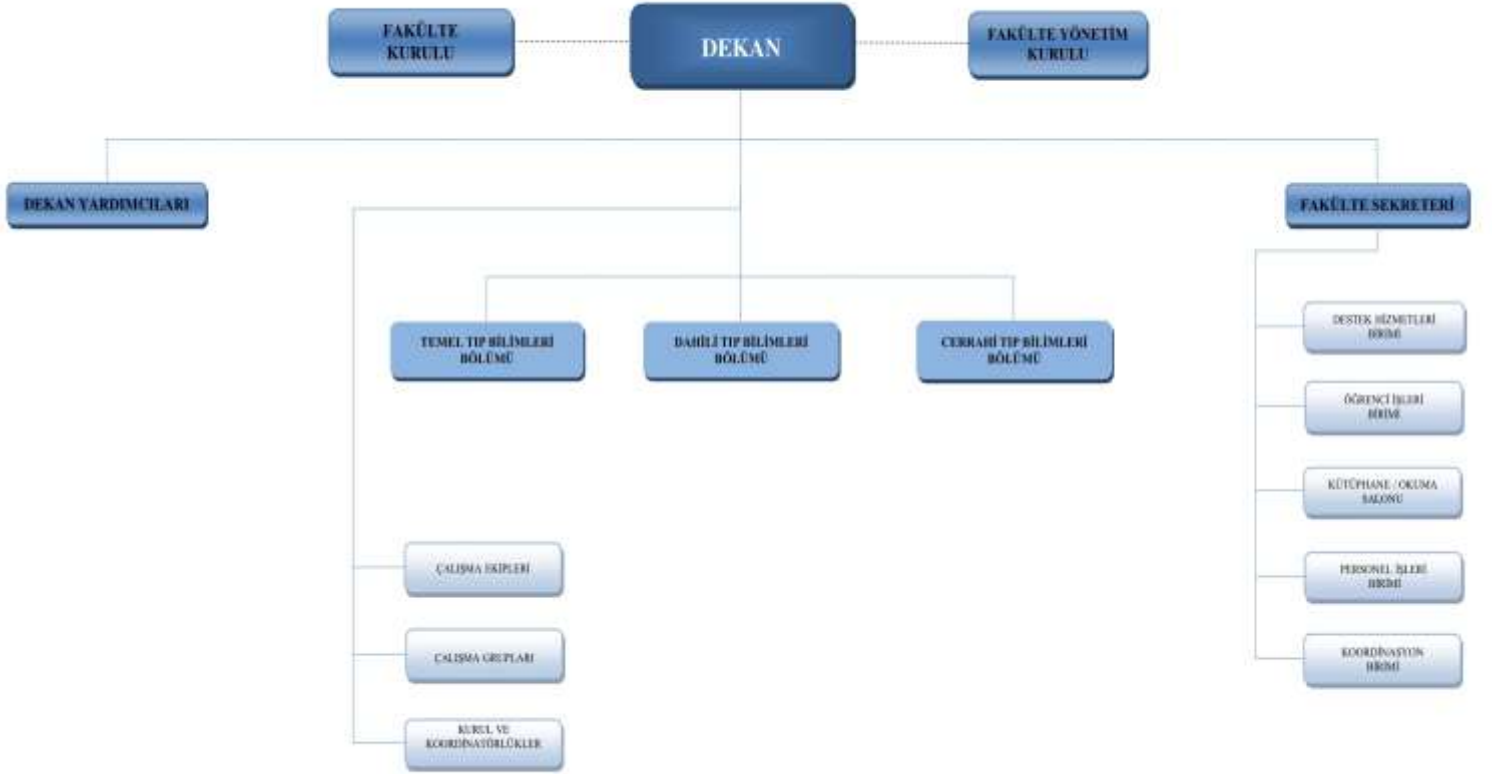 FAKÜLTE
KURULU
DEKAN
FAKÜLTE YÖNETİM
KURULU
DEKAN YARDIMCILARI
FAKÜLTE SEKRETERİ
TEMEL TIP BİLİMLERİ
BÖLÜMÜ
DAHİLİ TIP BİLİMLERİ
BÖLÜMÜ
CERRAHİ TIP BİLİMLERİ
BÖLÜMÜ
DESTEK HİZMETLERİ
BİRİMİ
ÖĞRENCİ İŞLERİ
BİRİMİ
KÜTÜPHANE / OKUMA
SALONU
PERSONEL İŞLERİ
BİRİMİ
KOORDİNASYON
BİRİMİ
ÇALIŞMA EKİPLERİ
ÇALIŞMA GRUPLARI
KURUL VE
KOORDİNATÖRLÜKLER